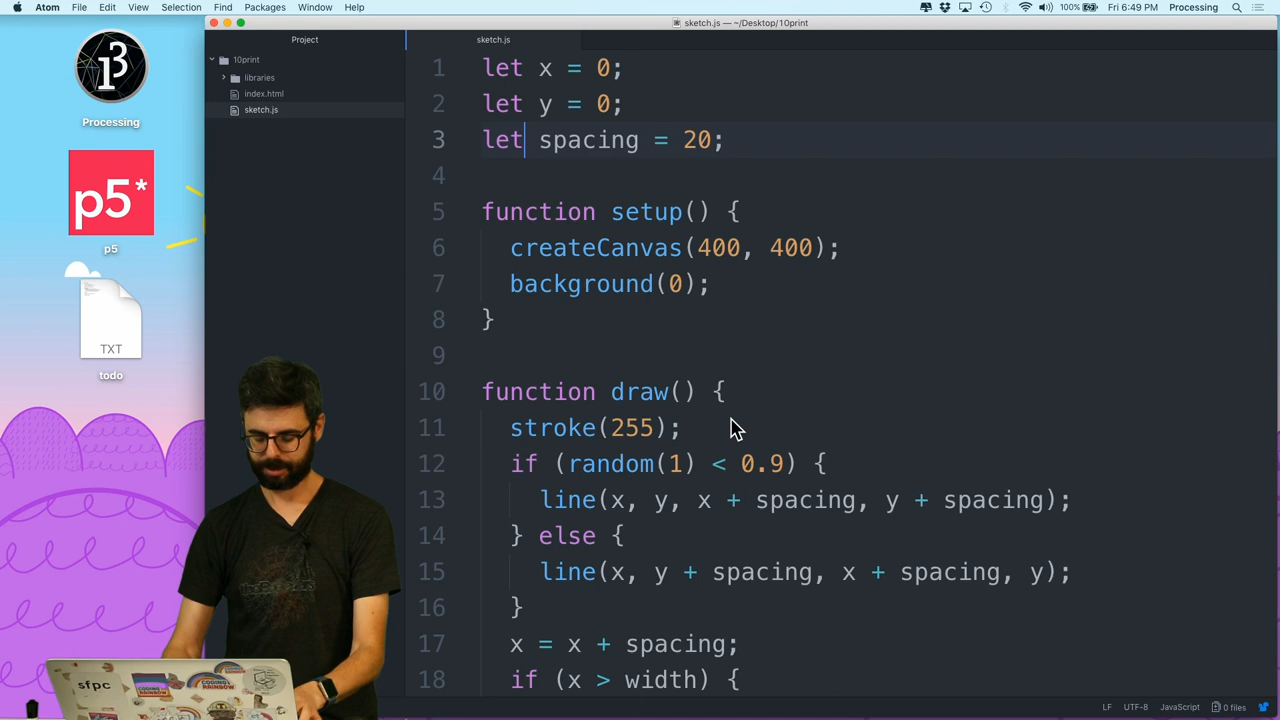 Atom File Edit View Selection Find Packages Window Help
100% Fri 6:49 PM Processing
sketch.js — ~/Desktop/10print
Project
sketch.js
10print
libraries
index.html
sketch.js
Processing
p5*
p5
TXT
todo
1 let x = 0;
2 let y = 0;
3 let spacing = 20;
4
5 function setup() {
6 createCanvas(400, 400);
7 background(0);
8 }
9
10 function draw() {
11 stroke(255);
12 if (random(1) < 0.9) {
13 line(x, y, x + spacing, y + spacing);
14 } else {
15 line(x, y + spacing, x + spacing, y);
16 }
17 x = x + spacing;
18 if (x > width) {
sfpc
CODING RAINBOW
LF UTF-8 JavaScript 0 files